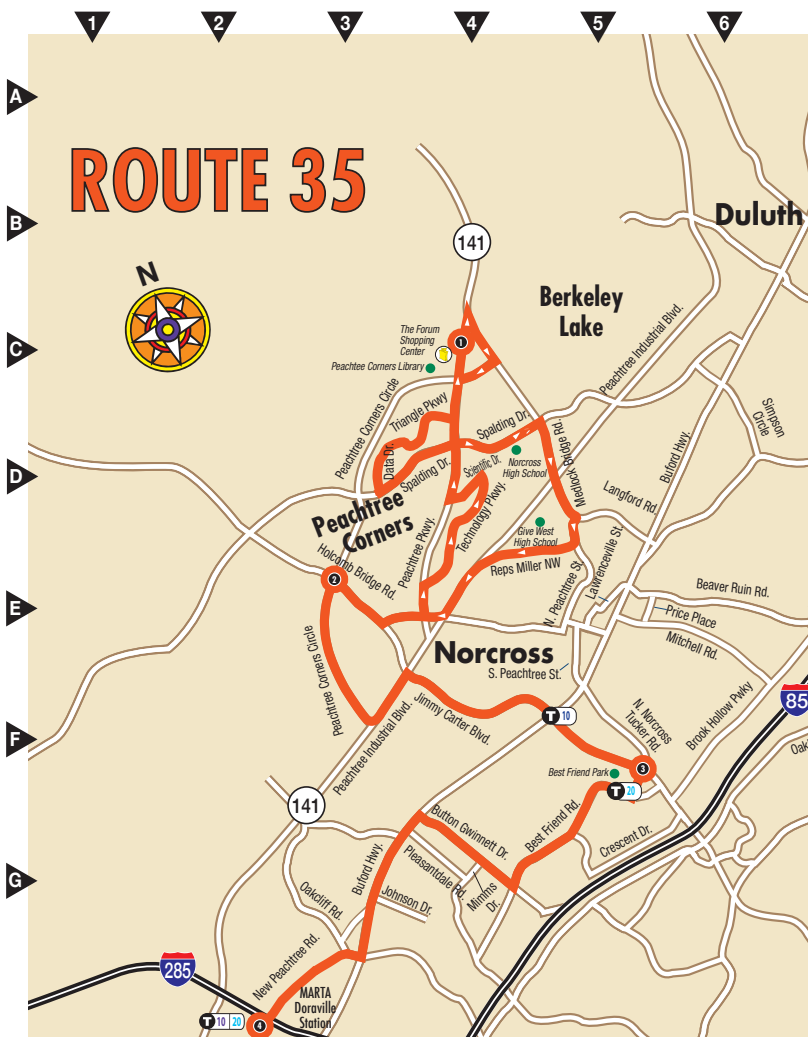 1 2 3 4 5 6
A
B
C
D
E
F
G
ROUTE 35
N
141
Duluth
Berkeley
Lake
The Forum
Shopping
Center
1
Peachtee Corners Library
Peachtree Industrial Blvd.
Peachtree Corners Circle
Triangle Pkwy
Spalding Dr.
Medlock Bridge Rd.
Simpson
Circle
Buford Hwy.
Data Dr.
Spalding Dr.
Scientific Dr.
Norcross
High School
Langford Rd.
Peachtree
Corners
Technology Pkwy.
Give West
High School
Peachtree Pkwy.
Holcomb Bridge Rd.
2
Reps Miller NW
N. Peachtree St.
Lawrenceville St.
Beaver Ruin Rd.
Price Place
Mitchell Rd.
Peachtree Corners Circle
Norcross
S. Peachtree St.
85
Jimmy Carter Blvd.
T 10
N. Norcross
Tucker Rd.
Brook Hollow Pwky
Oak
Peachtree Industrial Blvd.
3
Best Friend Park
T 20
141
Button Gwinnett Dr.
Best Friend Rd.
Crescent Dr.
Buford Hwy.
Pleasantdale Rd.
Mimms
Dr.
Oakcliff Rd.
Johnson Dr.
New Peachtree Rd.
285
MARTA
Doraville
Station
T 10 20
4